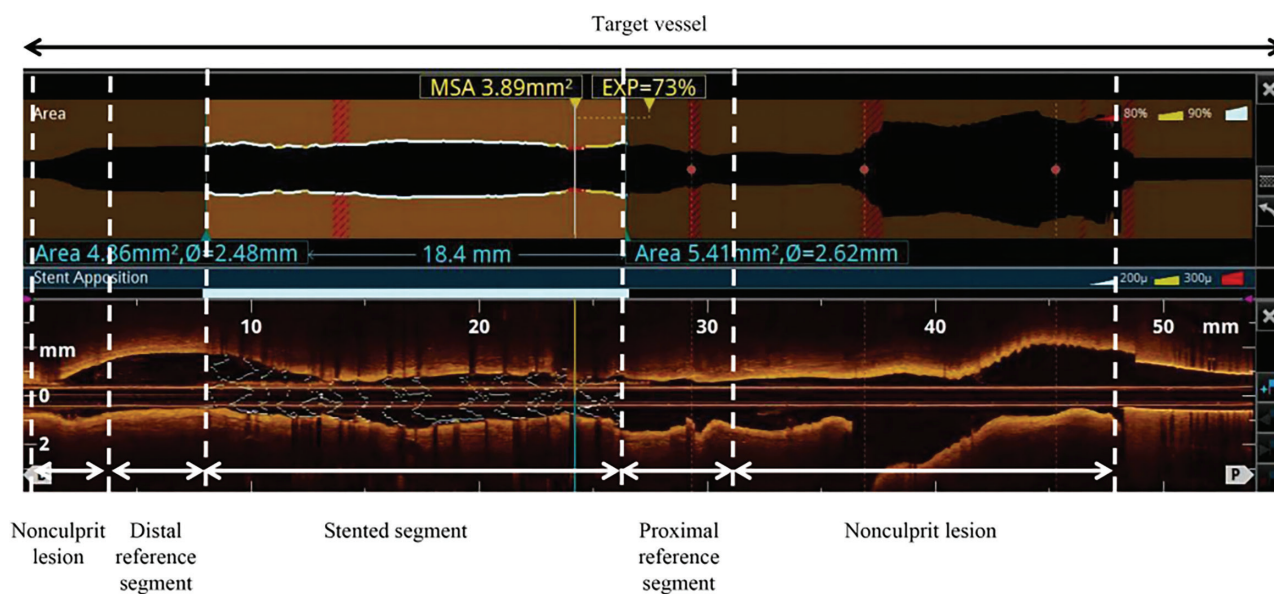 Target vessel
MSA 3.89mm² EXP=73%
Area 80% 90%
Area 4.86mm²,Ø=2.48mm 18.4 mm Area 5.41mm²,Ø=2.62mm
Stent Apposition 200µ 300µ
10 20 30 40 50 mm
mm
0
2
P
Nonculprit
lesion
Distal
reference
segment
Stented segment
Proximal
reference
segment
Nonculprit lesion